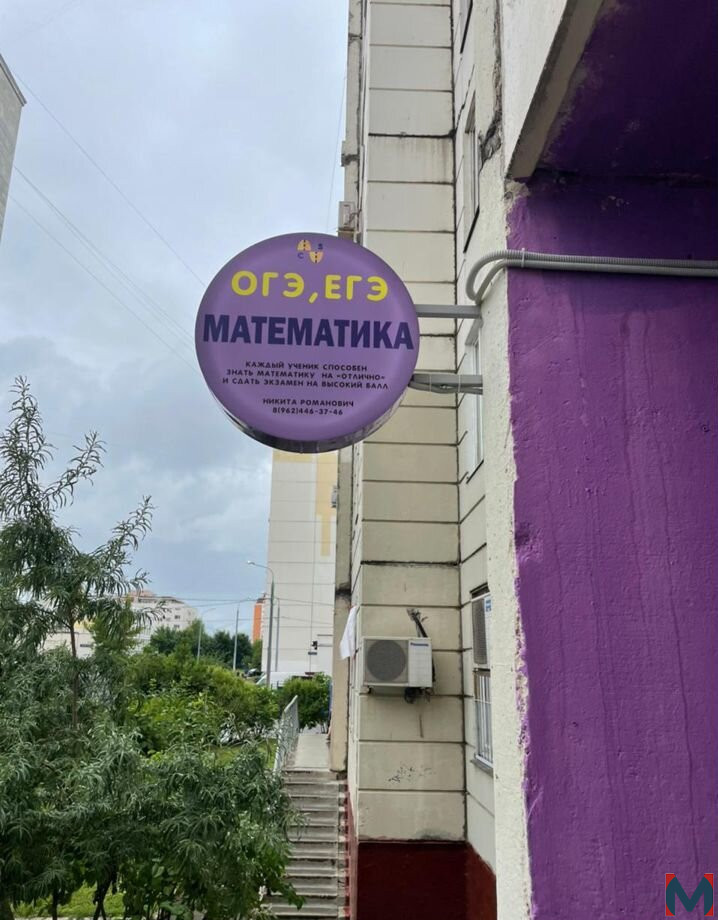 C S
ОГЭ, ЕГЭ
МАТЕМАТИКА
КАЖДЫЙ УЧЕНИК СПОСОБЕН
ЗНАТЬ МАТЕМАТИКУ НА «ОТЛИЧНО»
И СДАТЬ ЭКЗАМЕН НА ВЫСОКИЙ БАЛЛ
НИКИТА РОМАНОВИЧ
8(962)446-37-46
M